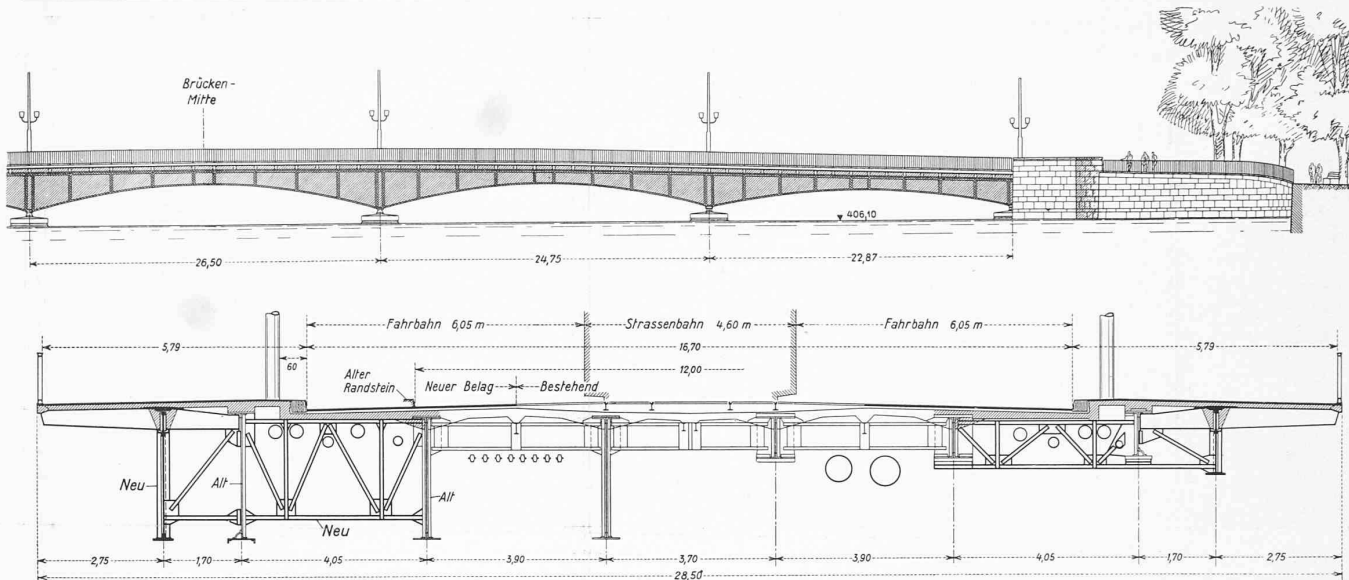 Brücken-
Mitte
406,10
26,50 24,75 22,87
Fahrbahn 6,05 m Strassenbahn 4,60 m Fahrbahn 6,05 m
5,79 16,70 5,79
60 12,00
Alter
Randstein
Neuer Belag Bestehend
Neu Alt Alt
Neu
2,75 1,70 4,05 3,90 3,70 3,90 4,05 1,70 2,75
28,50